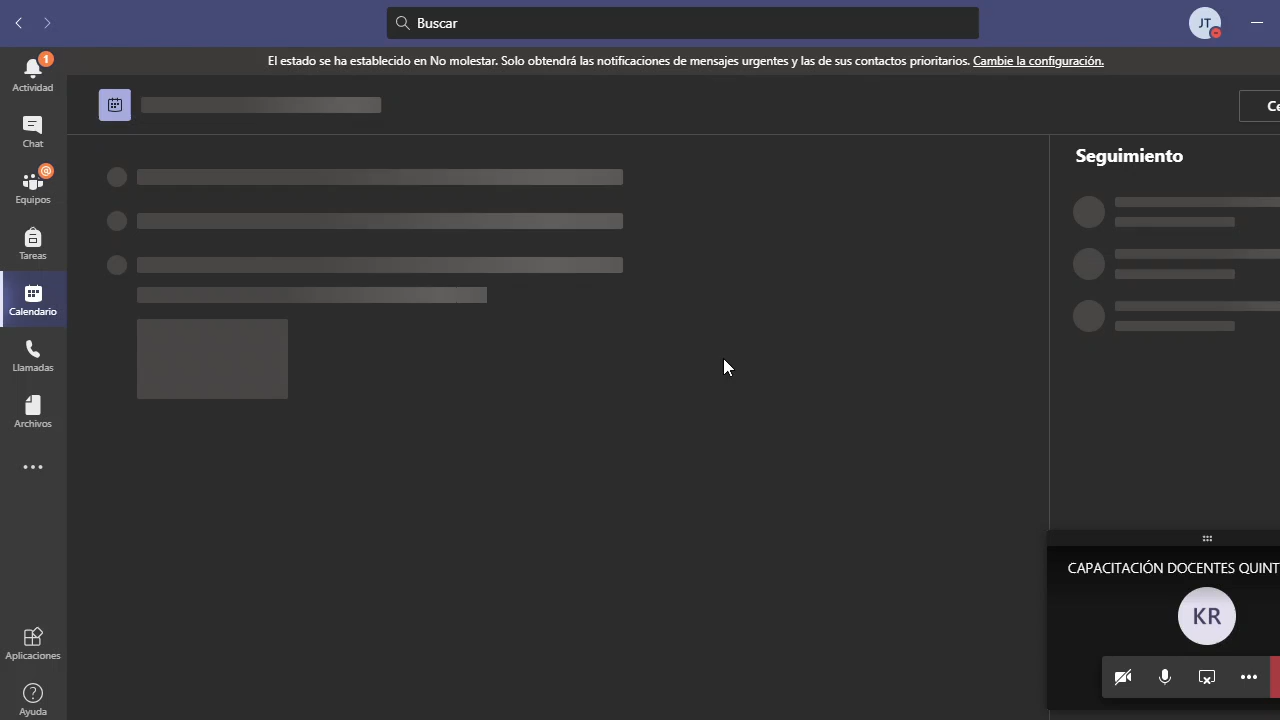 Buscar
JT
El estado se ha establecido en No molestar. Solo obtendrá las notificaciones de mensajes urgentes y las de sus contactos prioritarios. Cambie la configuración.
1
Actividad
Chat
@
Equipos
Tareas
Calendario
Llamadas
Archivos
Aplicaciones
Ayuda
Ce
Seguimiento
CAPACITACIÓN DOCENTES QUINT
KR